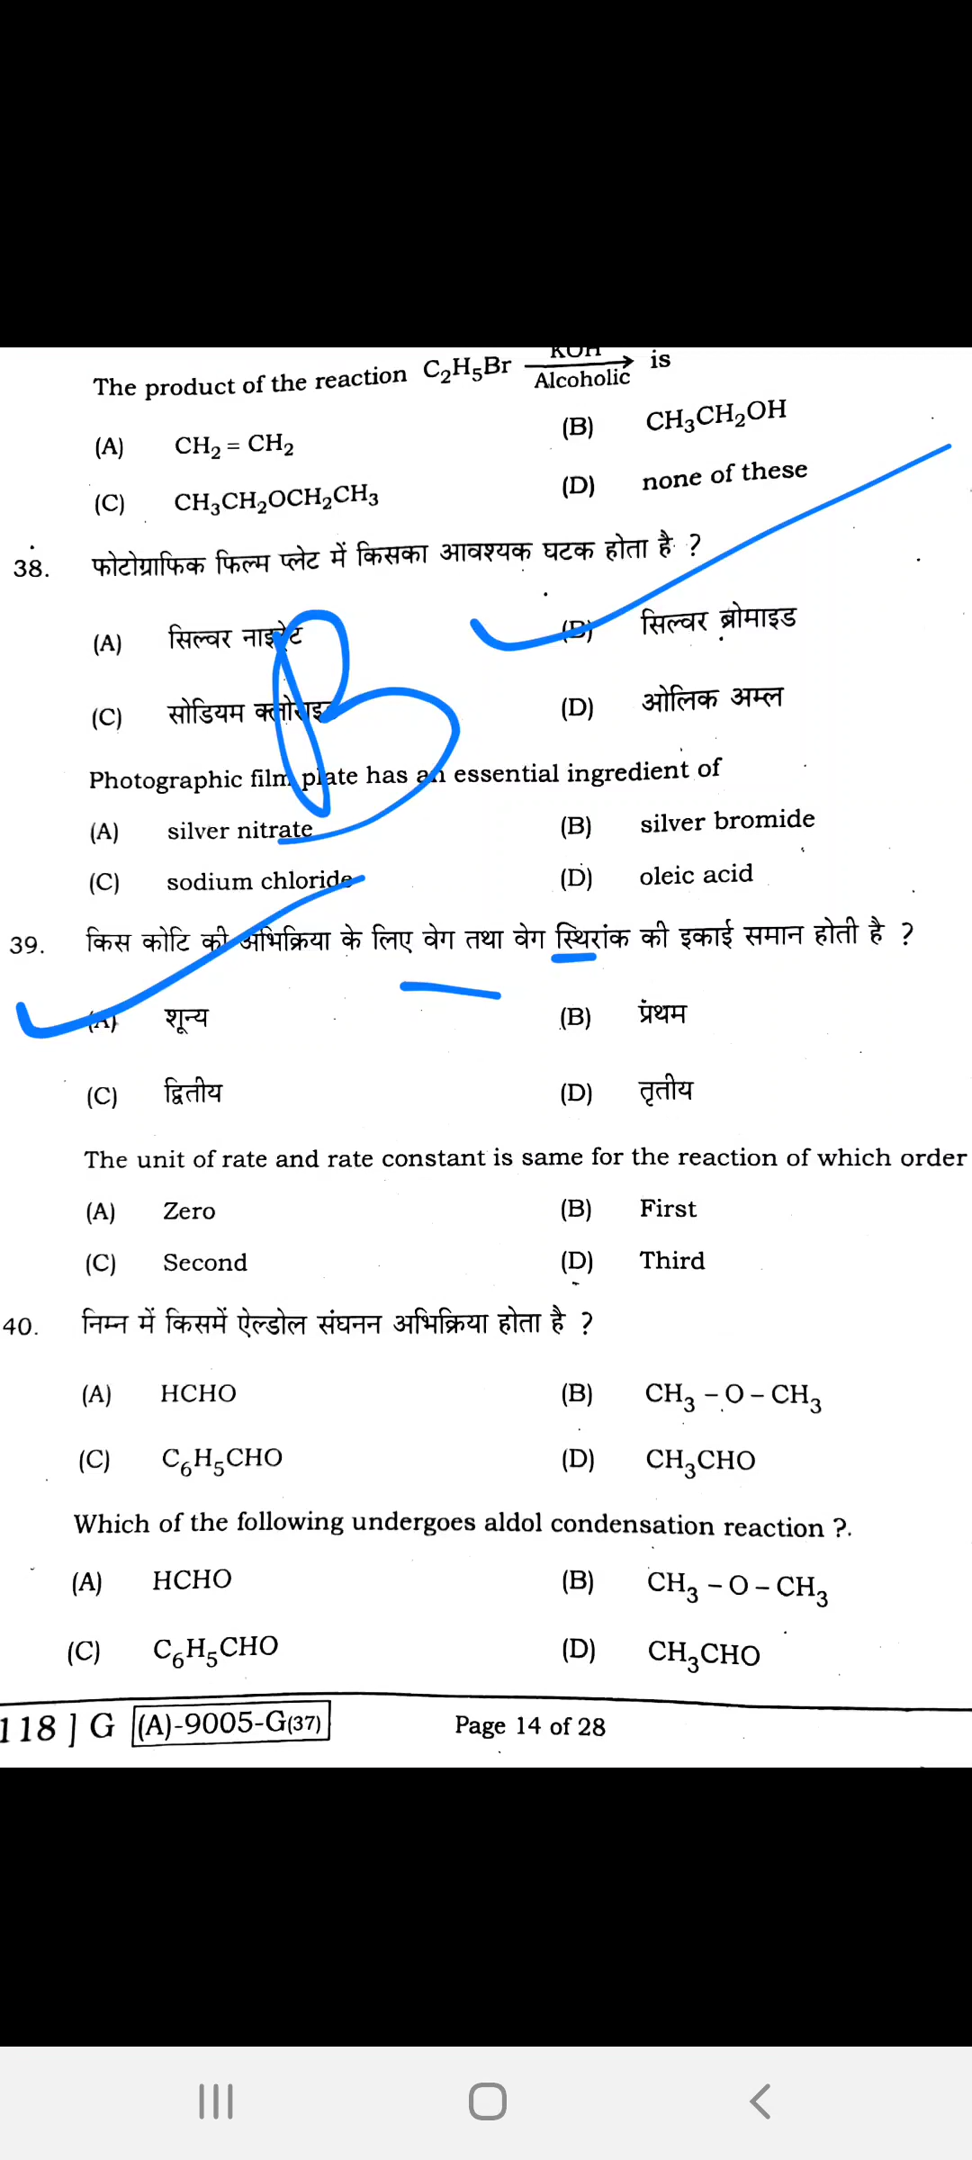 The product of the reaction C₂H₅Br KOH/Alcoholic → is
(A) CH₂ = CH₂ (B) CH₃CH₂OH
(C) CH₃CH₂OCH₂CH₃ (D) none of these
38. फोटोग्राफिक फिल्म प्लेट में किसका आवश्यक घटक होता है ?
(A) सिल्वर नाइट्रेट (B) सिल्वर ब्रोमाइड
(C) सोडियम क्लोराइड (D) ओलिक अम्ल
B
Photographic film plate has an essential ingredient of
(A) silver nitrate (B) silver bromide
(C) sodium chloride (D) oleic acid
39. किस कोटि की अभिक्रिया के लिए वेग तथा वेग स्थिरांक की इकाई समान होती है ?
(A) शून्य (B) प्रथम
(C) द्वितीय (D) तृतीय
The unit of rate and rate constant is same for the reaction of which order
(A) Zero (B) First
(C) Second (D) Third
40. निम्न में किसमें ऐल्डोल संघनन अभिक्रिया होता है ?
(A) HCHO (B) CH₃ – O – CH₃
(C) C₆H₅CHO (D) CH₃CHO
Which of the following undergoes aldol condensation reaction ?.
(A) HCHO (B) CH₃ – O – CH₃
(C) C₆H₅CHO (D) CH₃CHO
118 ] G (A)-9005-G(37) Page 14 of 28